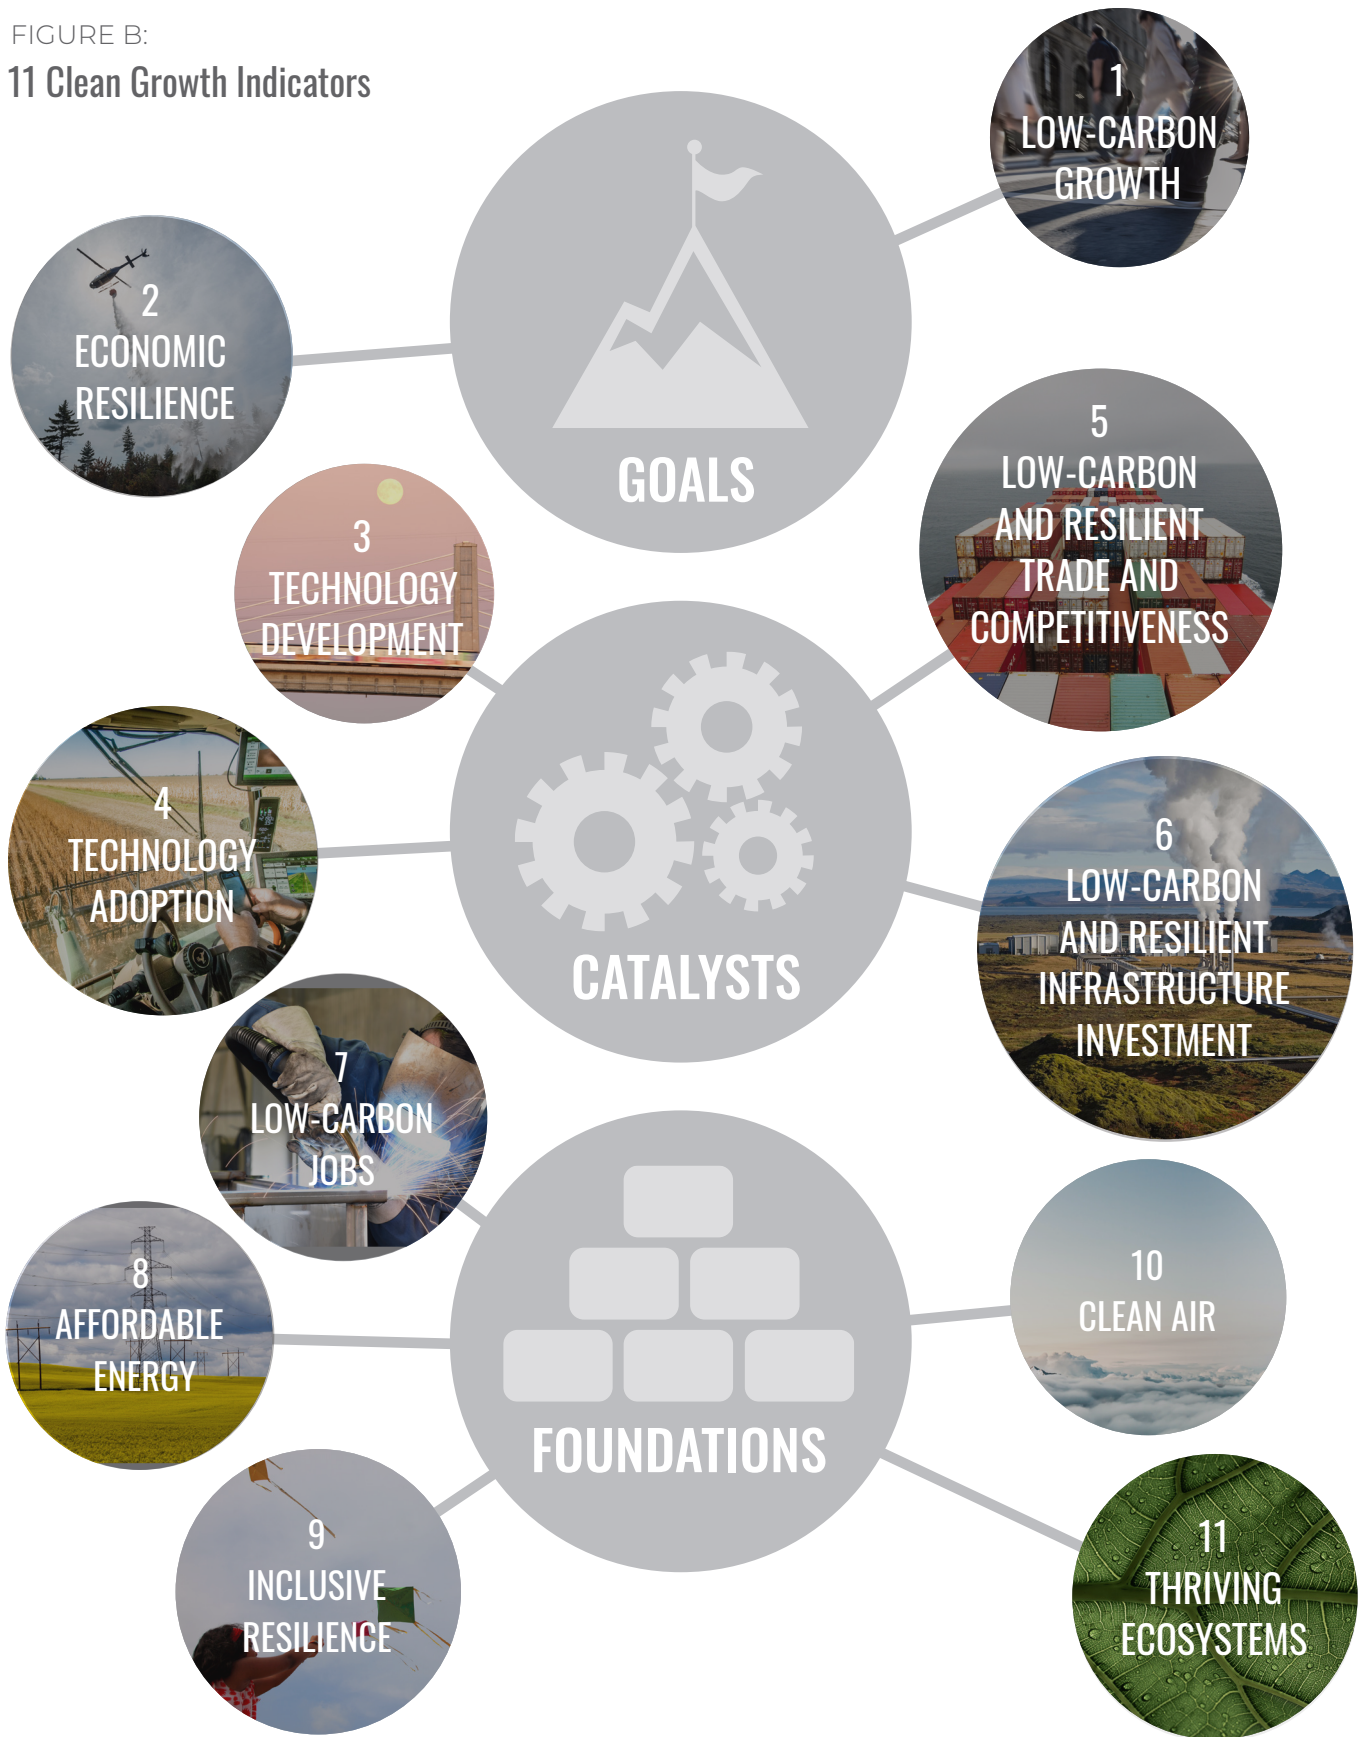 FIGURE B:
11 Clean Growth Indicators
1
LOW-CARBON
GROWTH
2
ECONOMIC
RESILIENCE
GOALS
3
TECHNOLOGY
DEVELOPMENT
4
TECHNOLOGY
ADOPTION
5
LOW-CARBON
AND RESILIENT
TRADE AND
COMPETITIVENESS
6
LOW-CARBON
AND RESILIENT
INFRASTRUCTURE
INVESTMENT
CATALYSTS
7
LOW-CARBON
JOBS
8
AFFORDABLE
ENERGY
9
INCLUSIVE
RESILIENCE
10
CLEAN AIR
11
THRIVING
ECOSYSTEMS
FOUNDATIONS